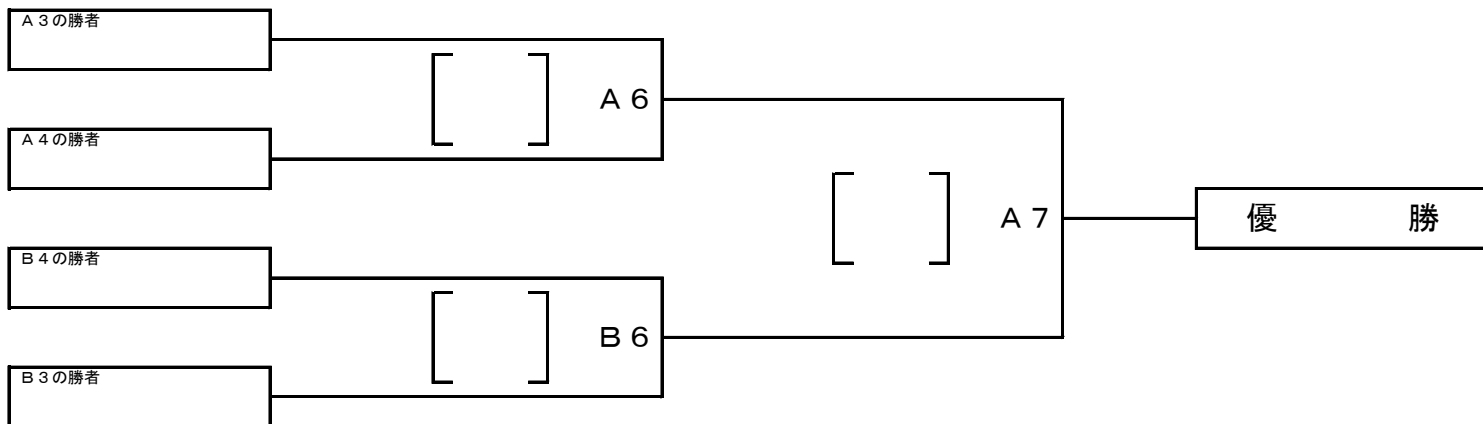 Ａ３の勝者
Ａ６
Ａ４の勝者
Ａ７
優　　　勝
Ｂ４の勝者
Ｂ６
Ｂ３の勝者